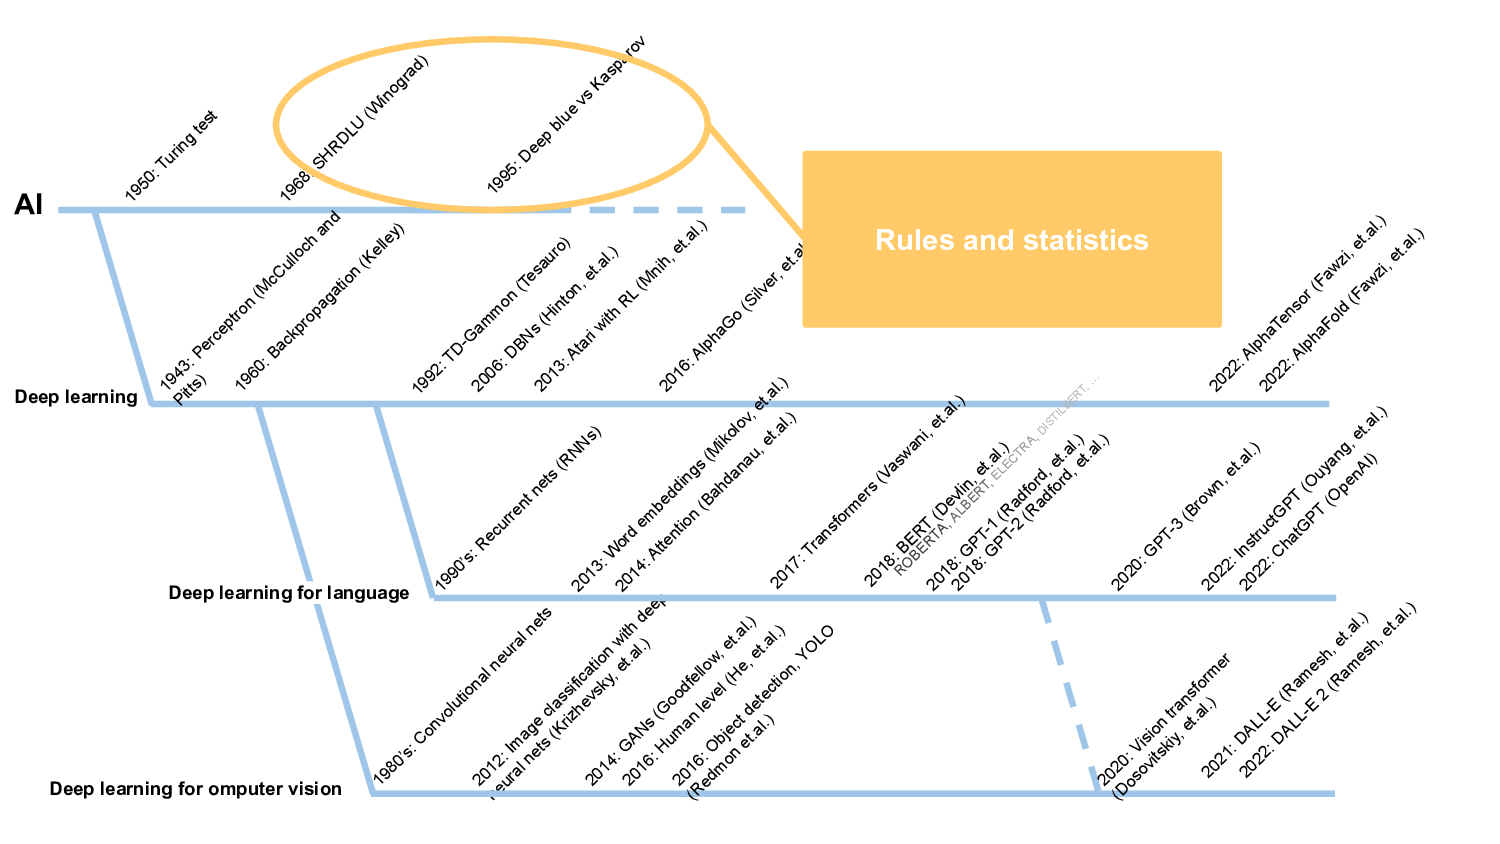 1950: Turing test
1968: SHRDLU (Winograd)
1995: Deep blue vs Kasparov
AI
Rules and statistics
1943: Perceptron (McCulloch and
Pitts)
1960: Backpropagation (Kelley)
1992: TD-Gammon (Tesauro)
2006: DBNs (Hinton, et.al.)
2013: Atari with RL (Mnih, et.al.)
2016: AlphaGo (Silver, et.al
2022: AlphaTensor (Fawzi, et.al.)
2022: AlphaFold (Fawzi, et.al.)
Deep learning
1990's: Recurrent nets (RNNs)
2013: Word embeddings (Mikolov, et.al.)
2014: Attention (Bahdanau, et.al.)
2017: Transformers (Vaswani, et.al.)
2018: BERT (Devlin, et.al.)
ROBERTA, ALBERT, ELECTRA, DISTILBERT, ...
2018: GPT-1 (Radford, et.al.)
2018: GPT-2 (Radford, et.al.)
2020: GPT-3 (Brown, et.al.)
2022: InstructGPT (Ouyang, et.al.)
2022: ChatGPT (OpenAI)
Deep learning for language
1980's: Convolutional neural nets
2012: Image classification with deep
neural nets (Krizhevsky, et.al.)
2014: GANs (Goodfellow, et.al.)
2016: Human level (He, et.al.)
2016: Object detection, YOLO
(Redmon et.al.)
2020: Vision transformer
(Dosovitskiy, et.al.)
2021: DALL-E (Ramesh, et.al.)
2022: DALL-E 2 (Ramesh, et.al.)
Deep learning for omputer vision